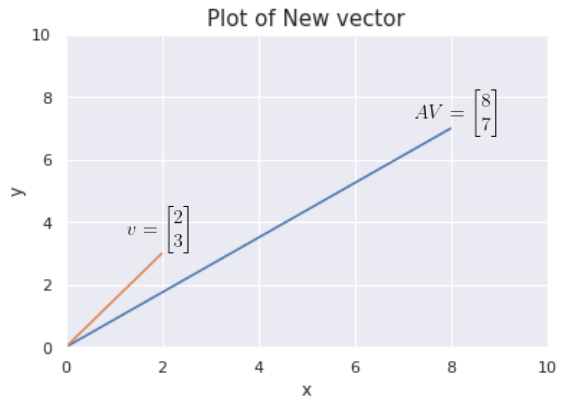 Plot of New vector
10
8
6
4
2
0
y
AV = [8 7]
v = [2 3]
0 2 4 6 8 10
x